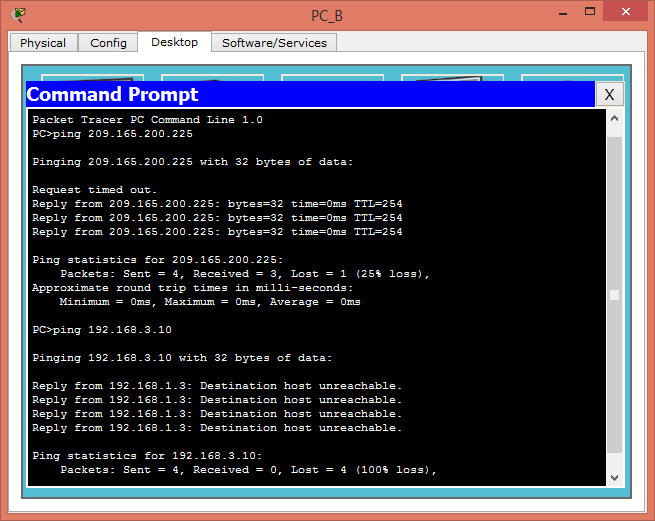 PC_B
Physical Config Desktop Software/Services
Command Prompt X
Packet Tracer PC Command Line 1.0
PC>ping 209.165.200.225
Pinging 209.165.200.225 with 32 bytes of data:
Request timed out.
Reply from 209.165.200.225: bytes=32 time=0ms TTL=254
Reply from 209.165.200.225: bytes=32 time=0ms TTL=254
Reply from 209.165.200.225: bytes=32 time=0ms TTL=254
Ping statistics for 209.165.200.225:
Packets: Sent = 4, Received = 3, Lost = 1 (25% loss),
Approximate round trip times in milli-seconds:
Minimum = 0ms, Maximum = 0ms, Average = 0ms
PC>ping 192.168.3.10
Pinging 192.168.3.10 with 32 bytes of data:
Reply from 192.168.1.3: Destination host unreachable.
Reply from 192.168.1.3: Destination host unreachable.
Reply from 192.168.1.3: Destination host unreachable.
Reply from 192.168.1.3: Destination host unreachable.
Ping statistics for 192.168.3.10:
Packets: Sent = 4, Received = 0, Lost = 4 (100% loss),